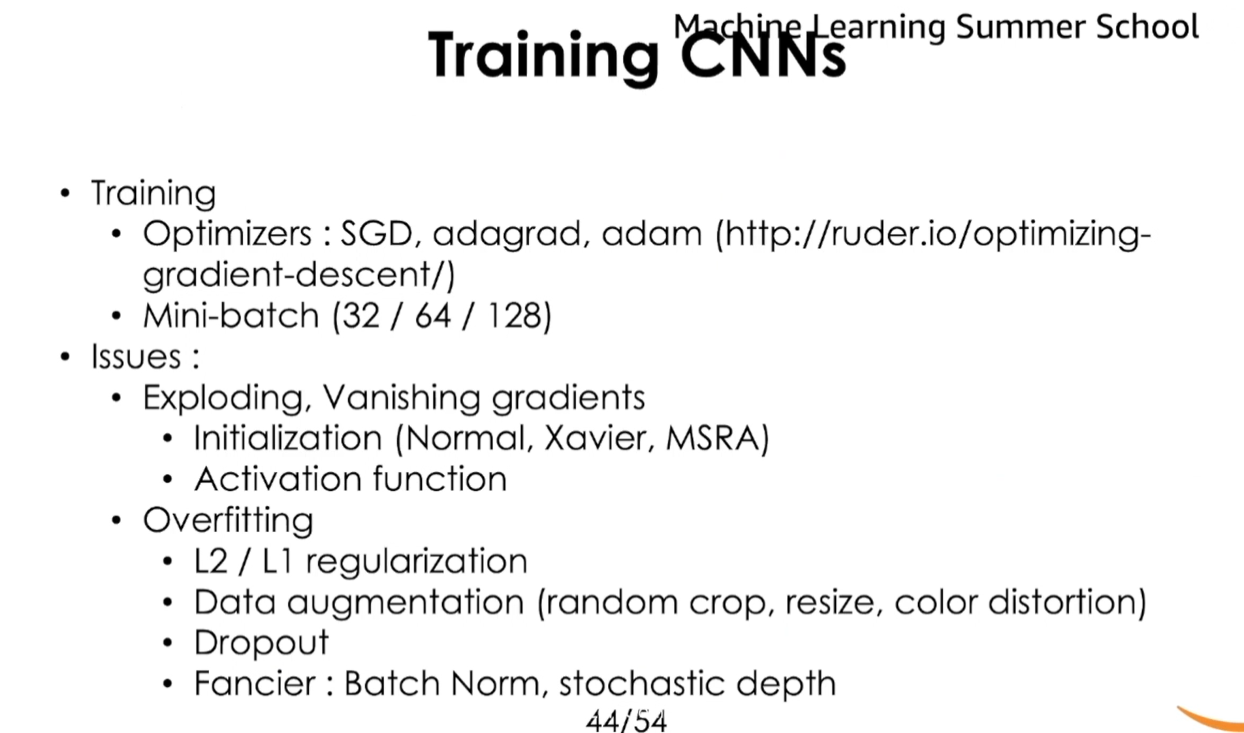 Machine Learning Summer School
Training CNNs
• Training
• Optimizers : SGD, adagrad, adam (http://ruder.io/optimizing-
gradient-descent/)
• Mini-batch (32 / 64 / 128)
• Issues :
• Exploding, Vanishing gradients
• Initialization (Normal, Xavier, MSRA)
• Activation function
• Overfitting
• L2 / L1 regularization
• Data augmentation (random crop, resize, color distortion)
• Dropout
• Fancier : Batch Norm, stochastic depth
44/54